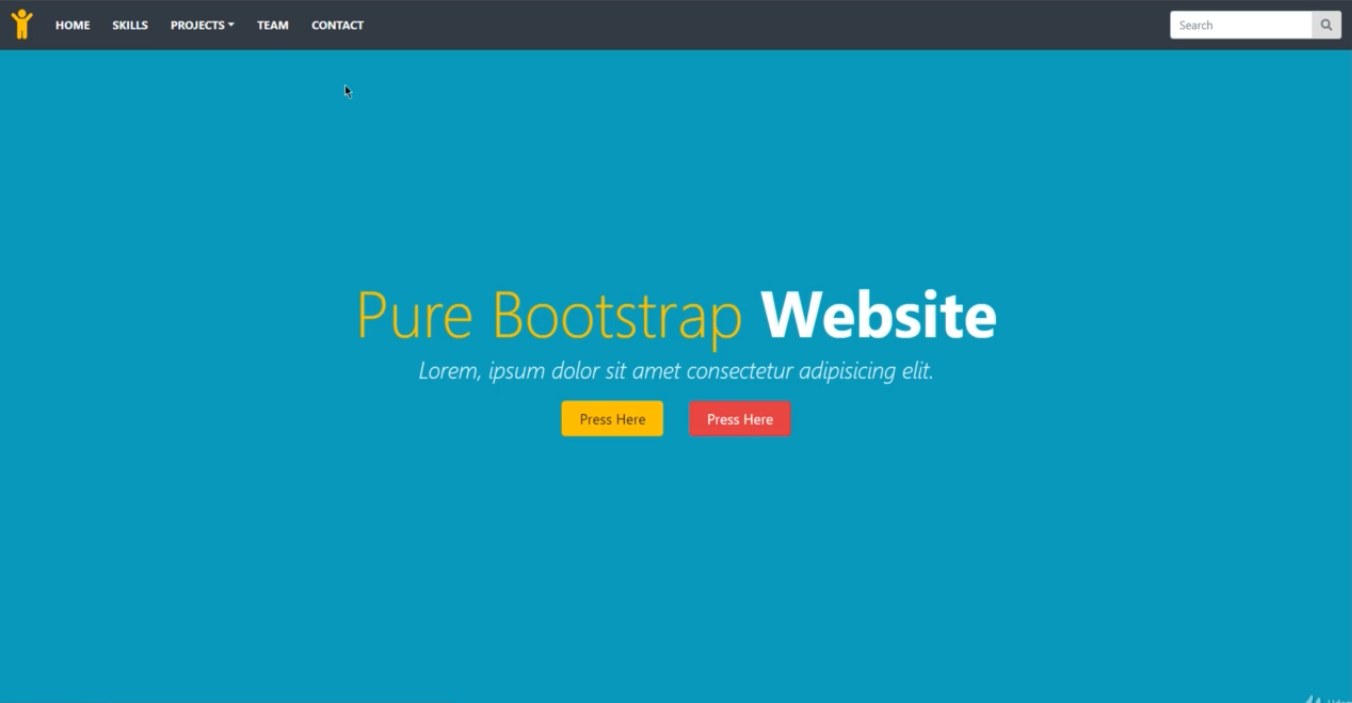 HOME SKILLS PROJECTS TEAM CONTACT Search
Pure Bootstrap Website
Lorem, ipsum dolor sit amet consectetur adipisicing elit.
Press Here Press Here